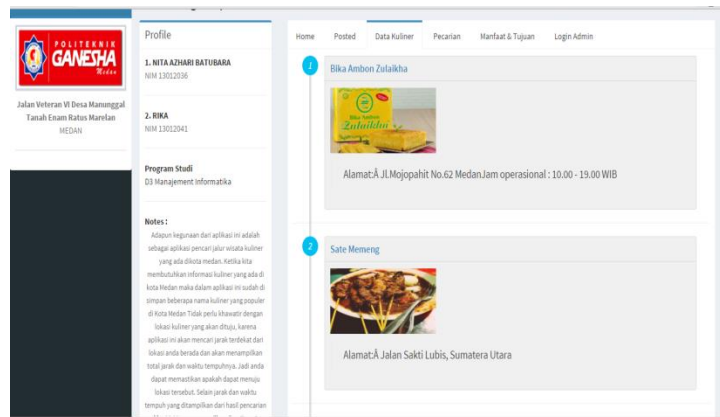 POLITEKNIK
GANESHA
Medan
Jalan Veteran VI Desa Manunggal
Tanah Enam Ratus Marelan
MEDAN
Profile
1. NITA AZHARI BATUBARA
NIM 13012036
2. RIKA
NIM 13012041
Program Studi
D3 Manajement Informatika
Notes :
Adapun kegunaan dari aplikasi ini adalah
sebagai aplikasi pencari jalur wisata kuliner
yang ada dikota medan. Ketika kita
membutuhkan informasi kuliner yang ada di
kota Medan maka dalam aplikasi ini sudah di
simpan beberapa nama kuliner yang populer
di Kota Medan Tidak perlu khawatir dengan
lokasi kuliner yang akan dituju, karena
aplikasi ini akan mencari jarak terdekat dari
lokasi anda berada dan akan menampilkan
total jarak dan waktu tempuhnya. Jadi anda
dapat memastikan apakah dapat menuju
lokasi tersebut. Selain jarak dan waktu
tempuh yang ditampilkan dari hasil pencarian
Home Posted Data Kuliner Pecarian Manfaat & Tujuan Login Admin
1
Bika Ambon Zulaikha
Bika Ambon
Zulaikha
Alamat:Â Jl.Mojopahit No.62 MedanJam operasional : 10.00 - 19.00 WIB
2
Sate Memeng
Alamat:Â Jalan Sakti Lubis, Sumatera Utara